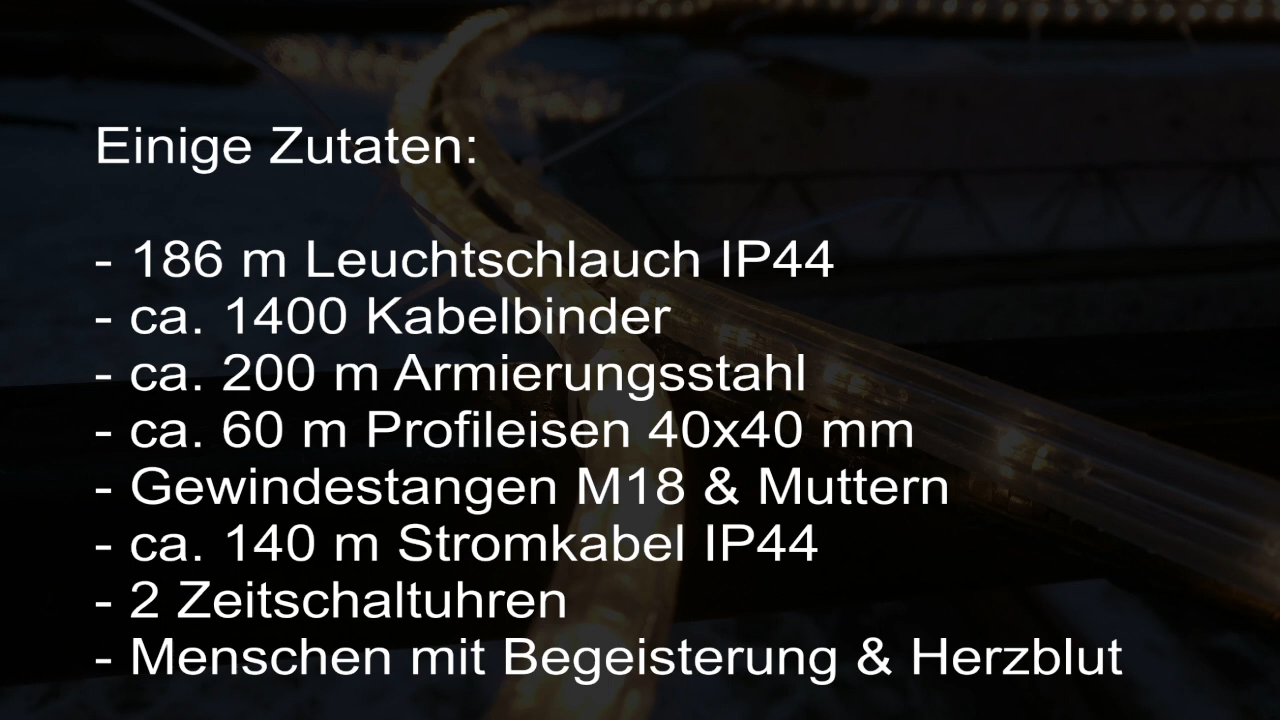 Einige Zutaten:
- 186 m Leuchtschlauch IP44
- ca. 1400 Kabelbinder
- ca. 200 m Armierungsstahl
- ca. 60 m Profileisen 40x40 mm
- Gewindestangen M18 & Muttern
- ca. 140 m Stromkabel IP44
- 2 Zeitschaltuhren
- Menschen mit Begeisterung & Herzblut